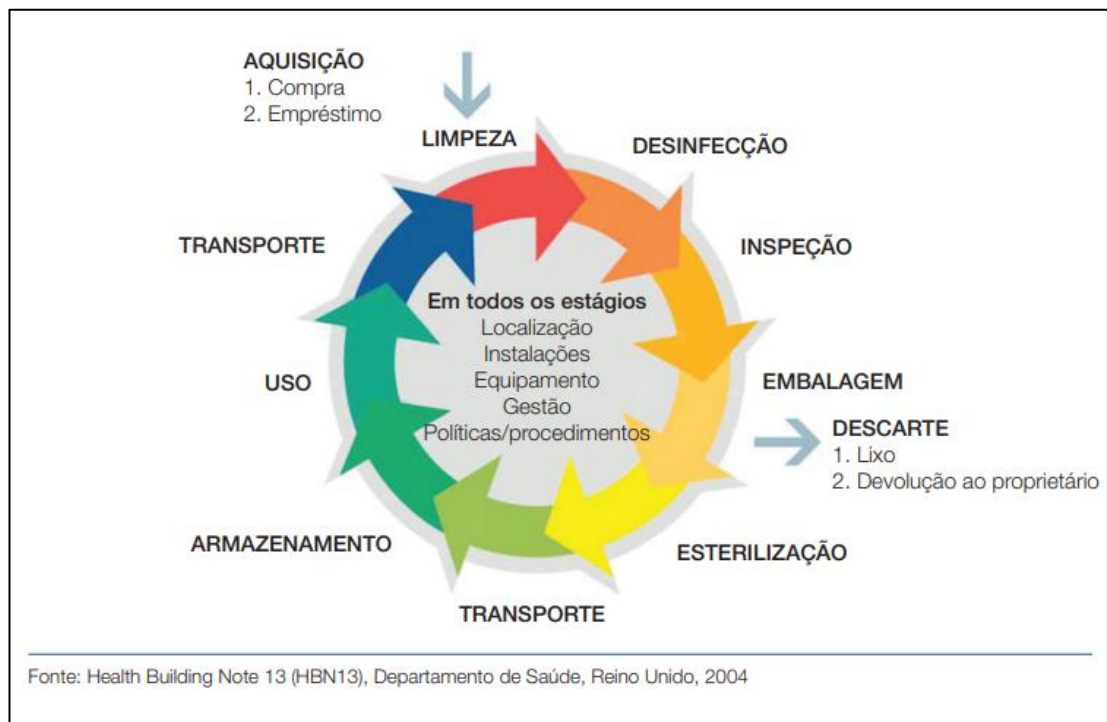 AQUISIÇÃO
1. Compra
2. Empréstimo
LIMPEZA
DESINFECÇÃO
INSPEÇÃO
EMBALAGEM
DESCARTE
1. Lixo
2. Devolução ao proprietário
ESTERILIZAÇÃO
TRANSPORTE
ARMAZENAMENTO
USO
TRANSPORTE
Em todos os estágios
Localização
Instalações
Equipamento
Gestão
Políticas/procedimentos
Fonte: Health Building Note 13 (HBN13), Departamento de Saúde, Reino Unido, 2004